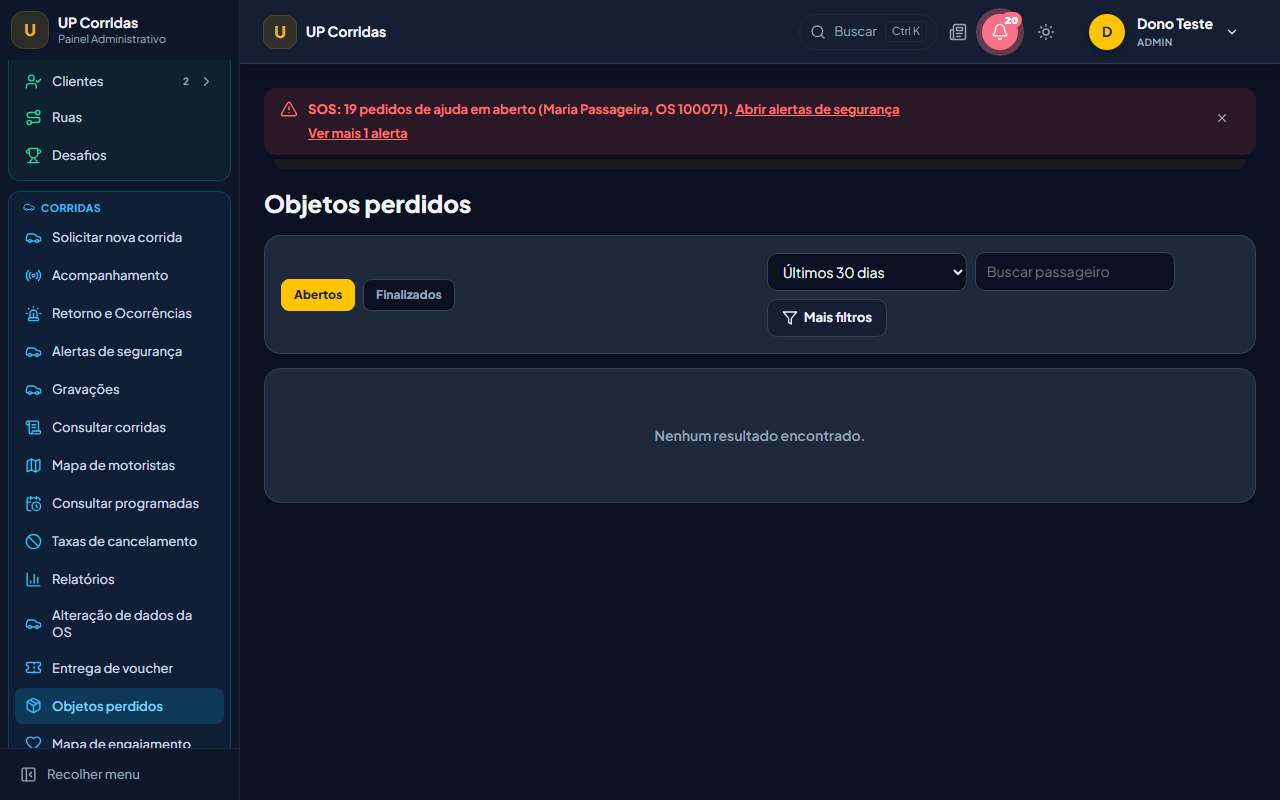 U
UP Corridas
Painel Administrativo
Clientes
2
Ruas
Desafios
CORRIDAS
Solicitar nova corrida
Acompanhamento
Retorno e Ocorrências
Alertas de segurança
Gravações
Consultar corridas
Mapa de motoristas
Consultar programadas
Taxas de cancelamento
Relatórios
Alteração de dados da
OS
Entrega de voucher
Objetos perdidos
Mapa de engajamento
Recolher menu
U
UP Corridas
Buscar
Ctrl K
20
D
Dono Teste
ADMIN
SOS: 19 pedidos de ajuda em aberto (Maria Passageira, OS 100071). Abrir alertas de segurança
Ver mais 1 alerta
Objetos perdidos
Abertos
Finalizados
Últimos 30 dias
Buscar passageiro
Mais filtros
Nenhum resultado encontrado.